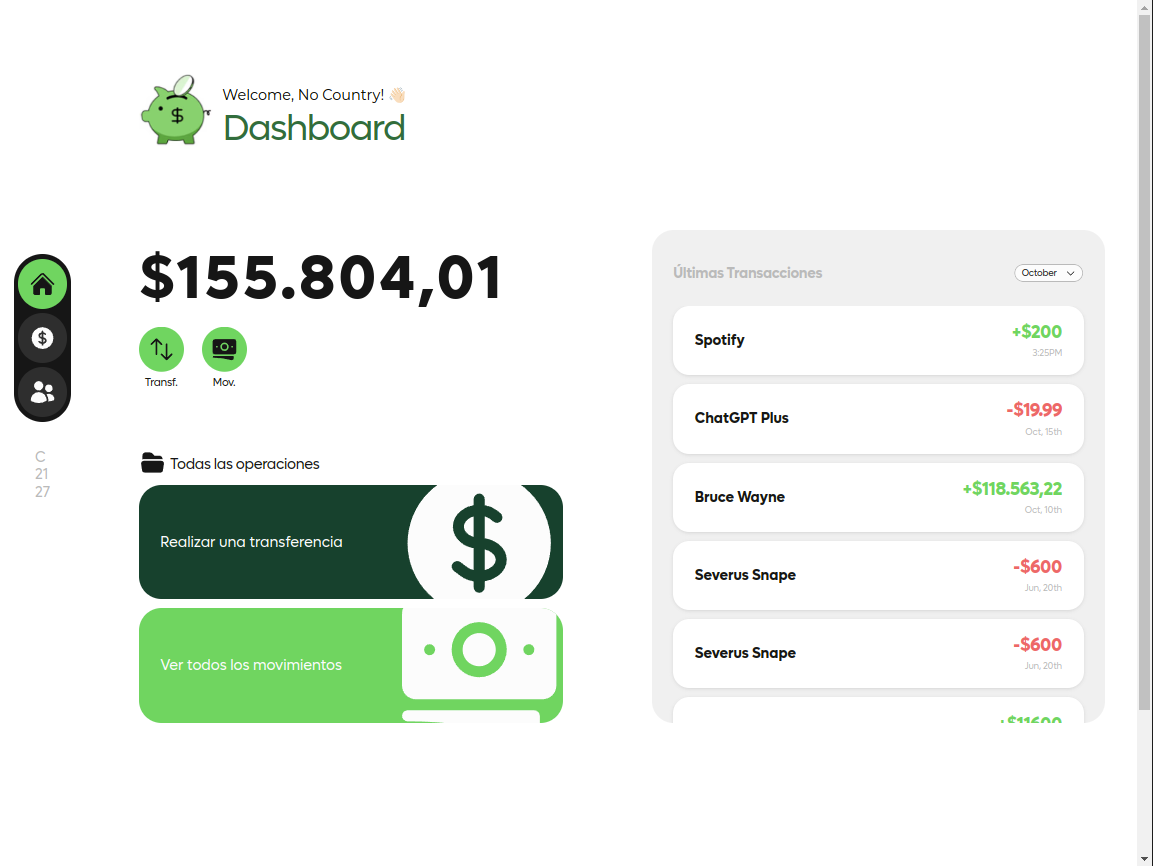 Welcome, No Country! 👋🏻
Dashboard
$155.804,01
Transf.
Mov.
C
21
27
Todas las operaciones
Realizar una transferencia
Ver todos los movimientos
Últimas Transacciones
October
Spotify
+$200
3:25PM
ChatGPT Plus
-$19.99
Oct, 15th
Bruce Wayne
+$118.563,22
Oct, 10th
Severus Snape
-$600
Jun, 20th
Severus Snape
-$600
Jun, 20th